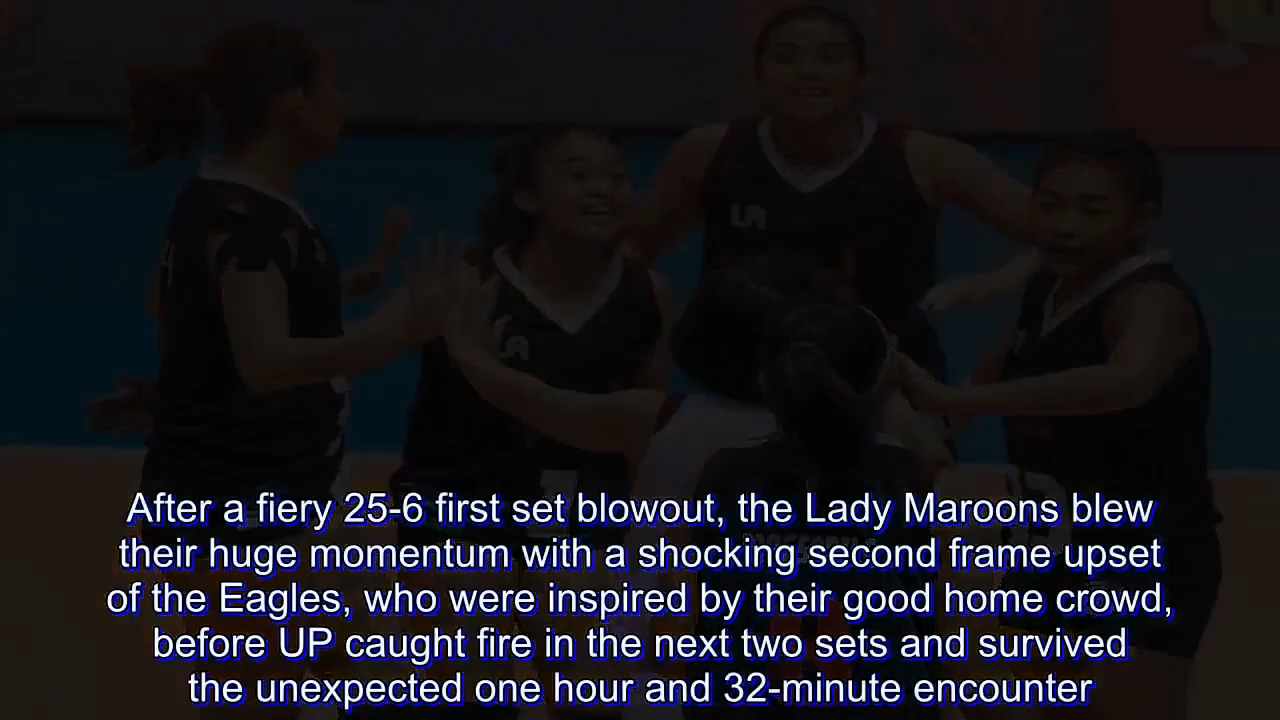 After a fiery 25-6 first set blowout, the Lady Maroons blew
their huge momentum with a shocking second frame upset
of the Eagles, who were inspired by their good home crowd,
before UP caught fire in the next two sets and survived
the unexpected one hour and 32-minute encounter